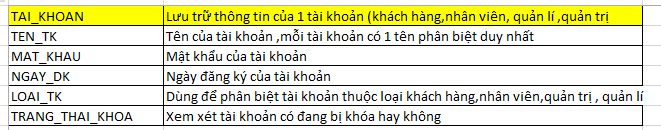 TAI_KHOAN Lưu trữ thông tin của 1 tài khoản (khách hàng,nhân viên, quản lí ,quản trị
TEN_TK Tên của tài khoản ,mỗi tài khoản có 1 tên phân biệt duy nhất
MAT_KHAU Mật khẩu của tài khoản
NGAY_DK Ngày đăng ký của tài khoản
LOAI_TK Dùng để phân biệt tài khoản thuộc loại khách hàng,nhân viên,quản trị , quản lí
TRANG_THAI_KHOA Xem xét tài khoản có đang bị khóa hay không